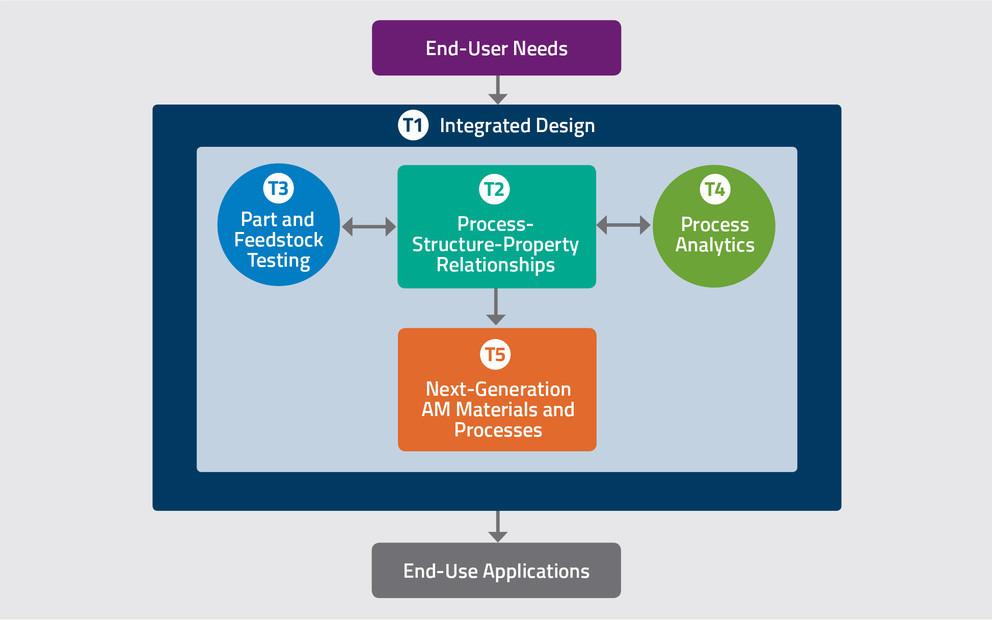 End-User Needs
T1 Integrated Design
T3
Part and
Feedstock
Testing
T2
Process-
Structure-Property
Relationships
T4
Process
Analytics
T5
Next-Generation
AM Materials and
Processes
End-Use Applications